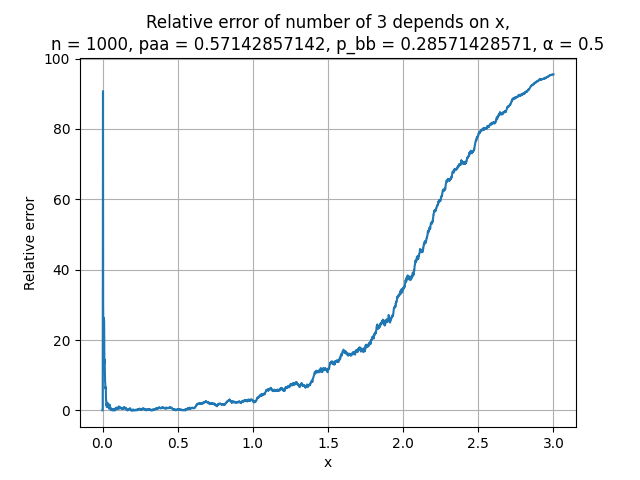 Relative error of number of 3 depends on x,
n = 1000, paa = 0.57142857142, p_bb = 0.28571428571, α = 0.5
100
80
60
40
20
0
Relative error
0.0 0.5 1.0 1.5 2.0 2.5 3.0
x